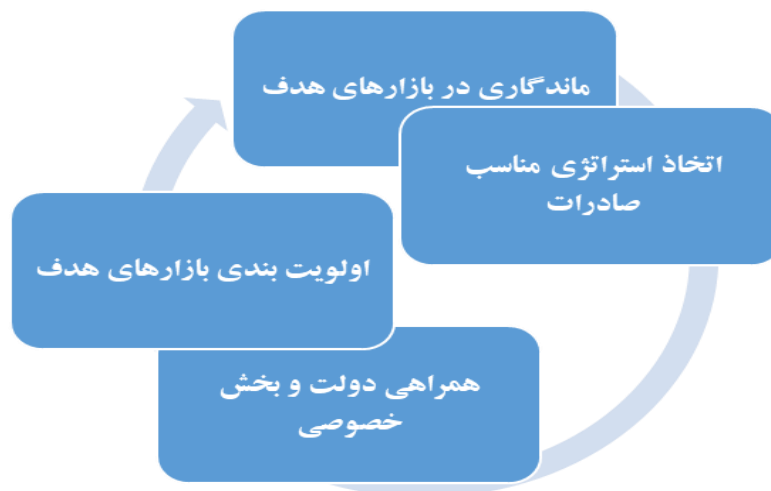 ماندگاری در بازارهای هدف
اتخاذ استراتژی مناسب
صادرات
همراهی دولت و بخش
خصوصی
اولویت بندی بازارهای هدف